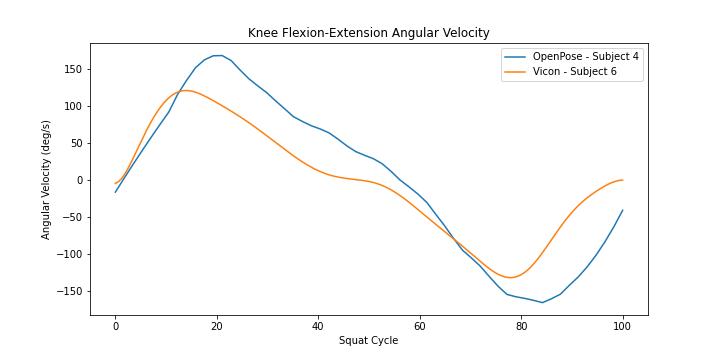 Knee Flexion-Extension Angular Velocity
OpenPose - Subject 4
Vicon - Subject 6
Angular Velocity (deg/s)
150
100
50
0
−50
−100
−150
0
20
40
60
80
100
Squat Cycle